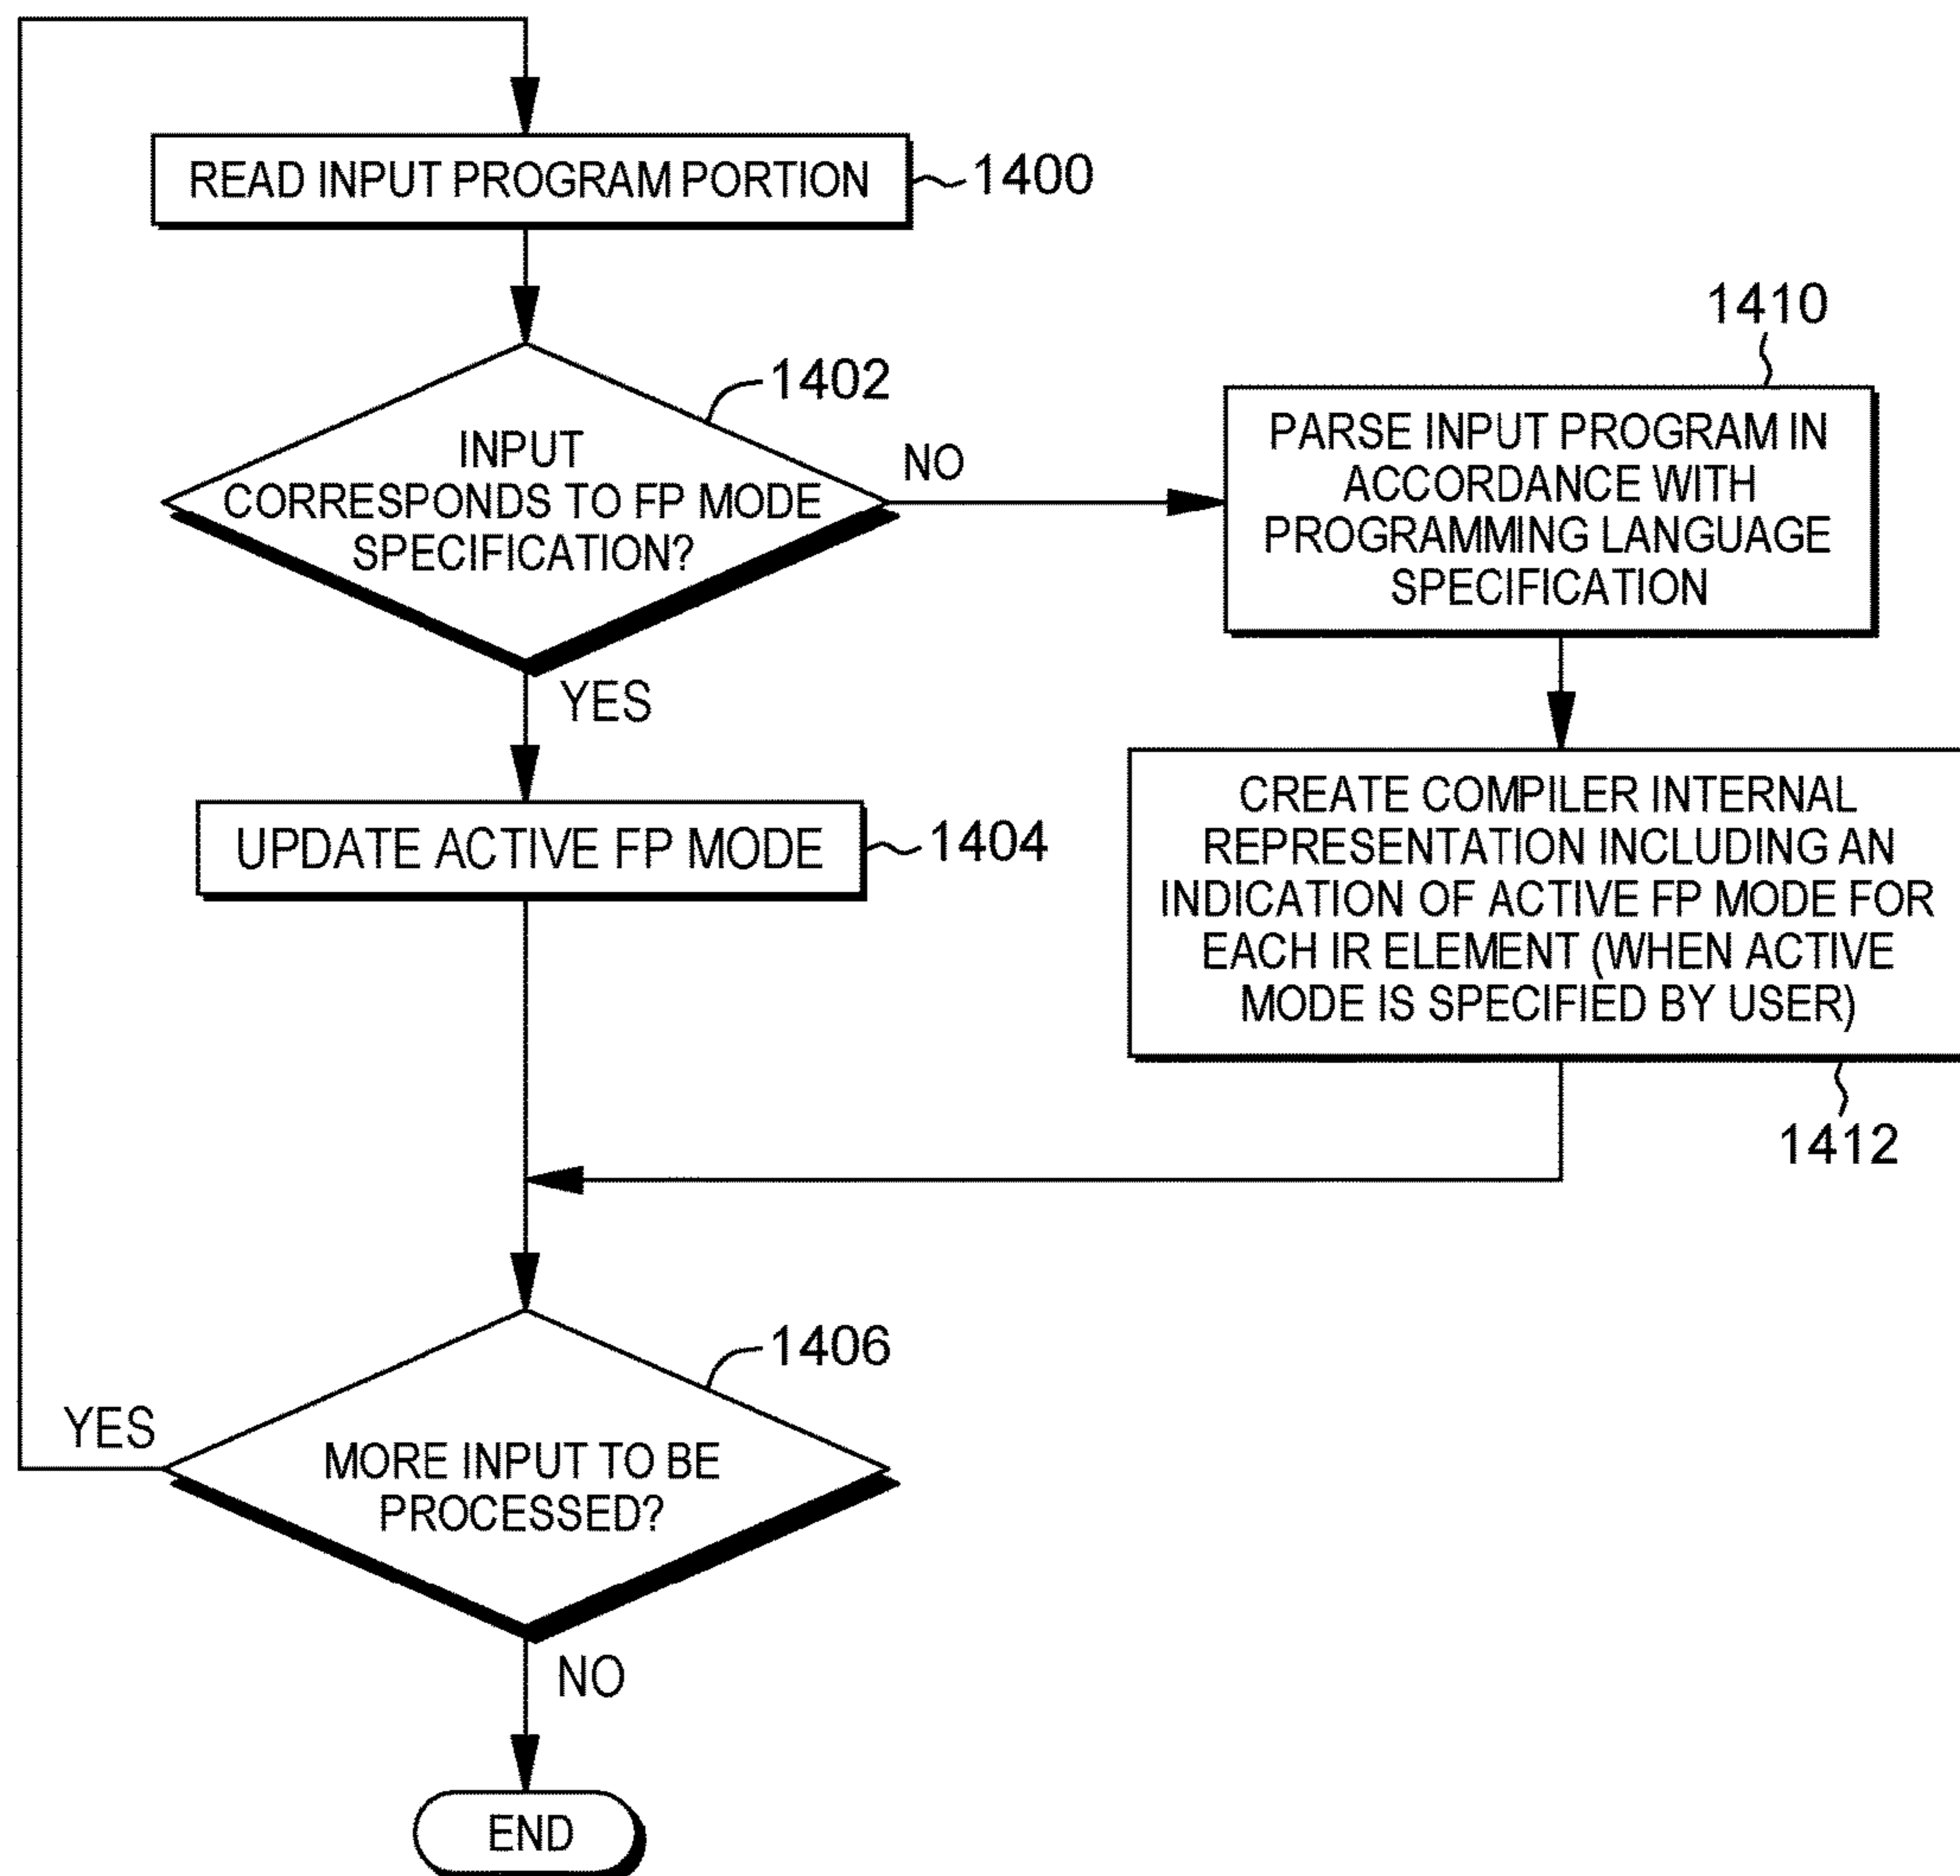 READ INPUT PROGRAM PORTION
1400
1402
INPUT
CORRESPONDS TO FP MODE
SPECIFICATION?
NO
YES
1410
PARSE INPUT PROGRAM IN
ACCORDANCE WITH
PROGRAMMING LANGUAGE
SPECIFICATION
UPDATE ACTIVE FP MODE
1404
CREATE COMPILER INTERNAL
REPRESENTATION INCLUDING AN
INDICATION OF ACTIVE FP MODE FOR
EACH IR ELEMENT (WHEN ACTIVE
MODE IS SPECIFIED BY USER)
1412
1406
YES
MORE INPUT TO BE
PROCESSED?
NO
END